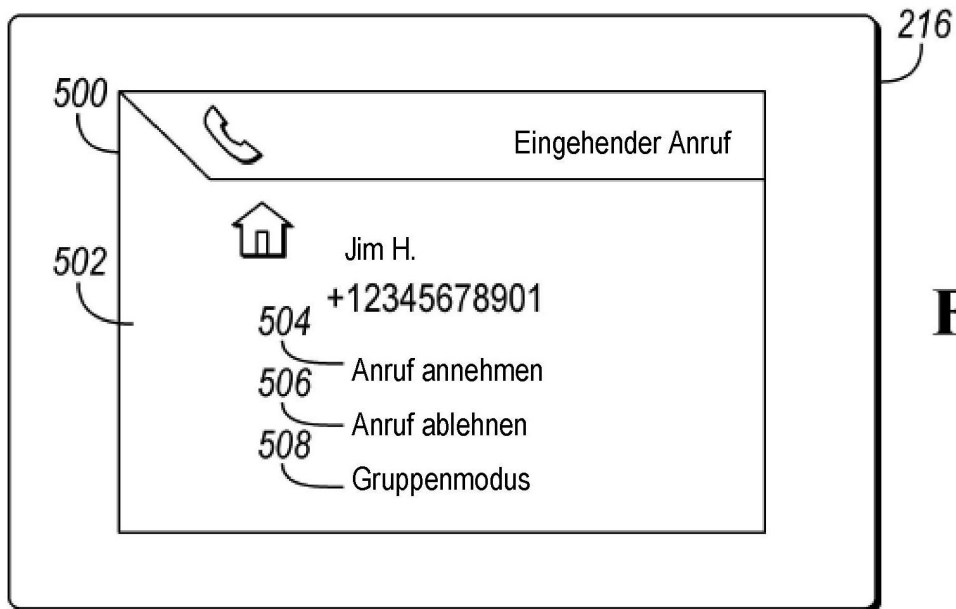 216
500
Eingehender Anruf
502
Jim H.
+12345678901
504
Anruf annehmen
506
Anruf ablehnen
508
Gruppenmodus